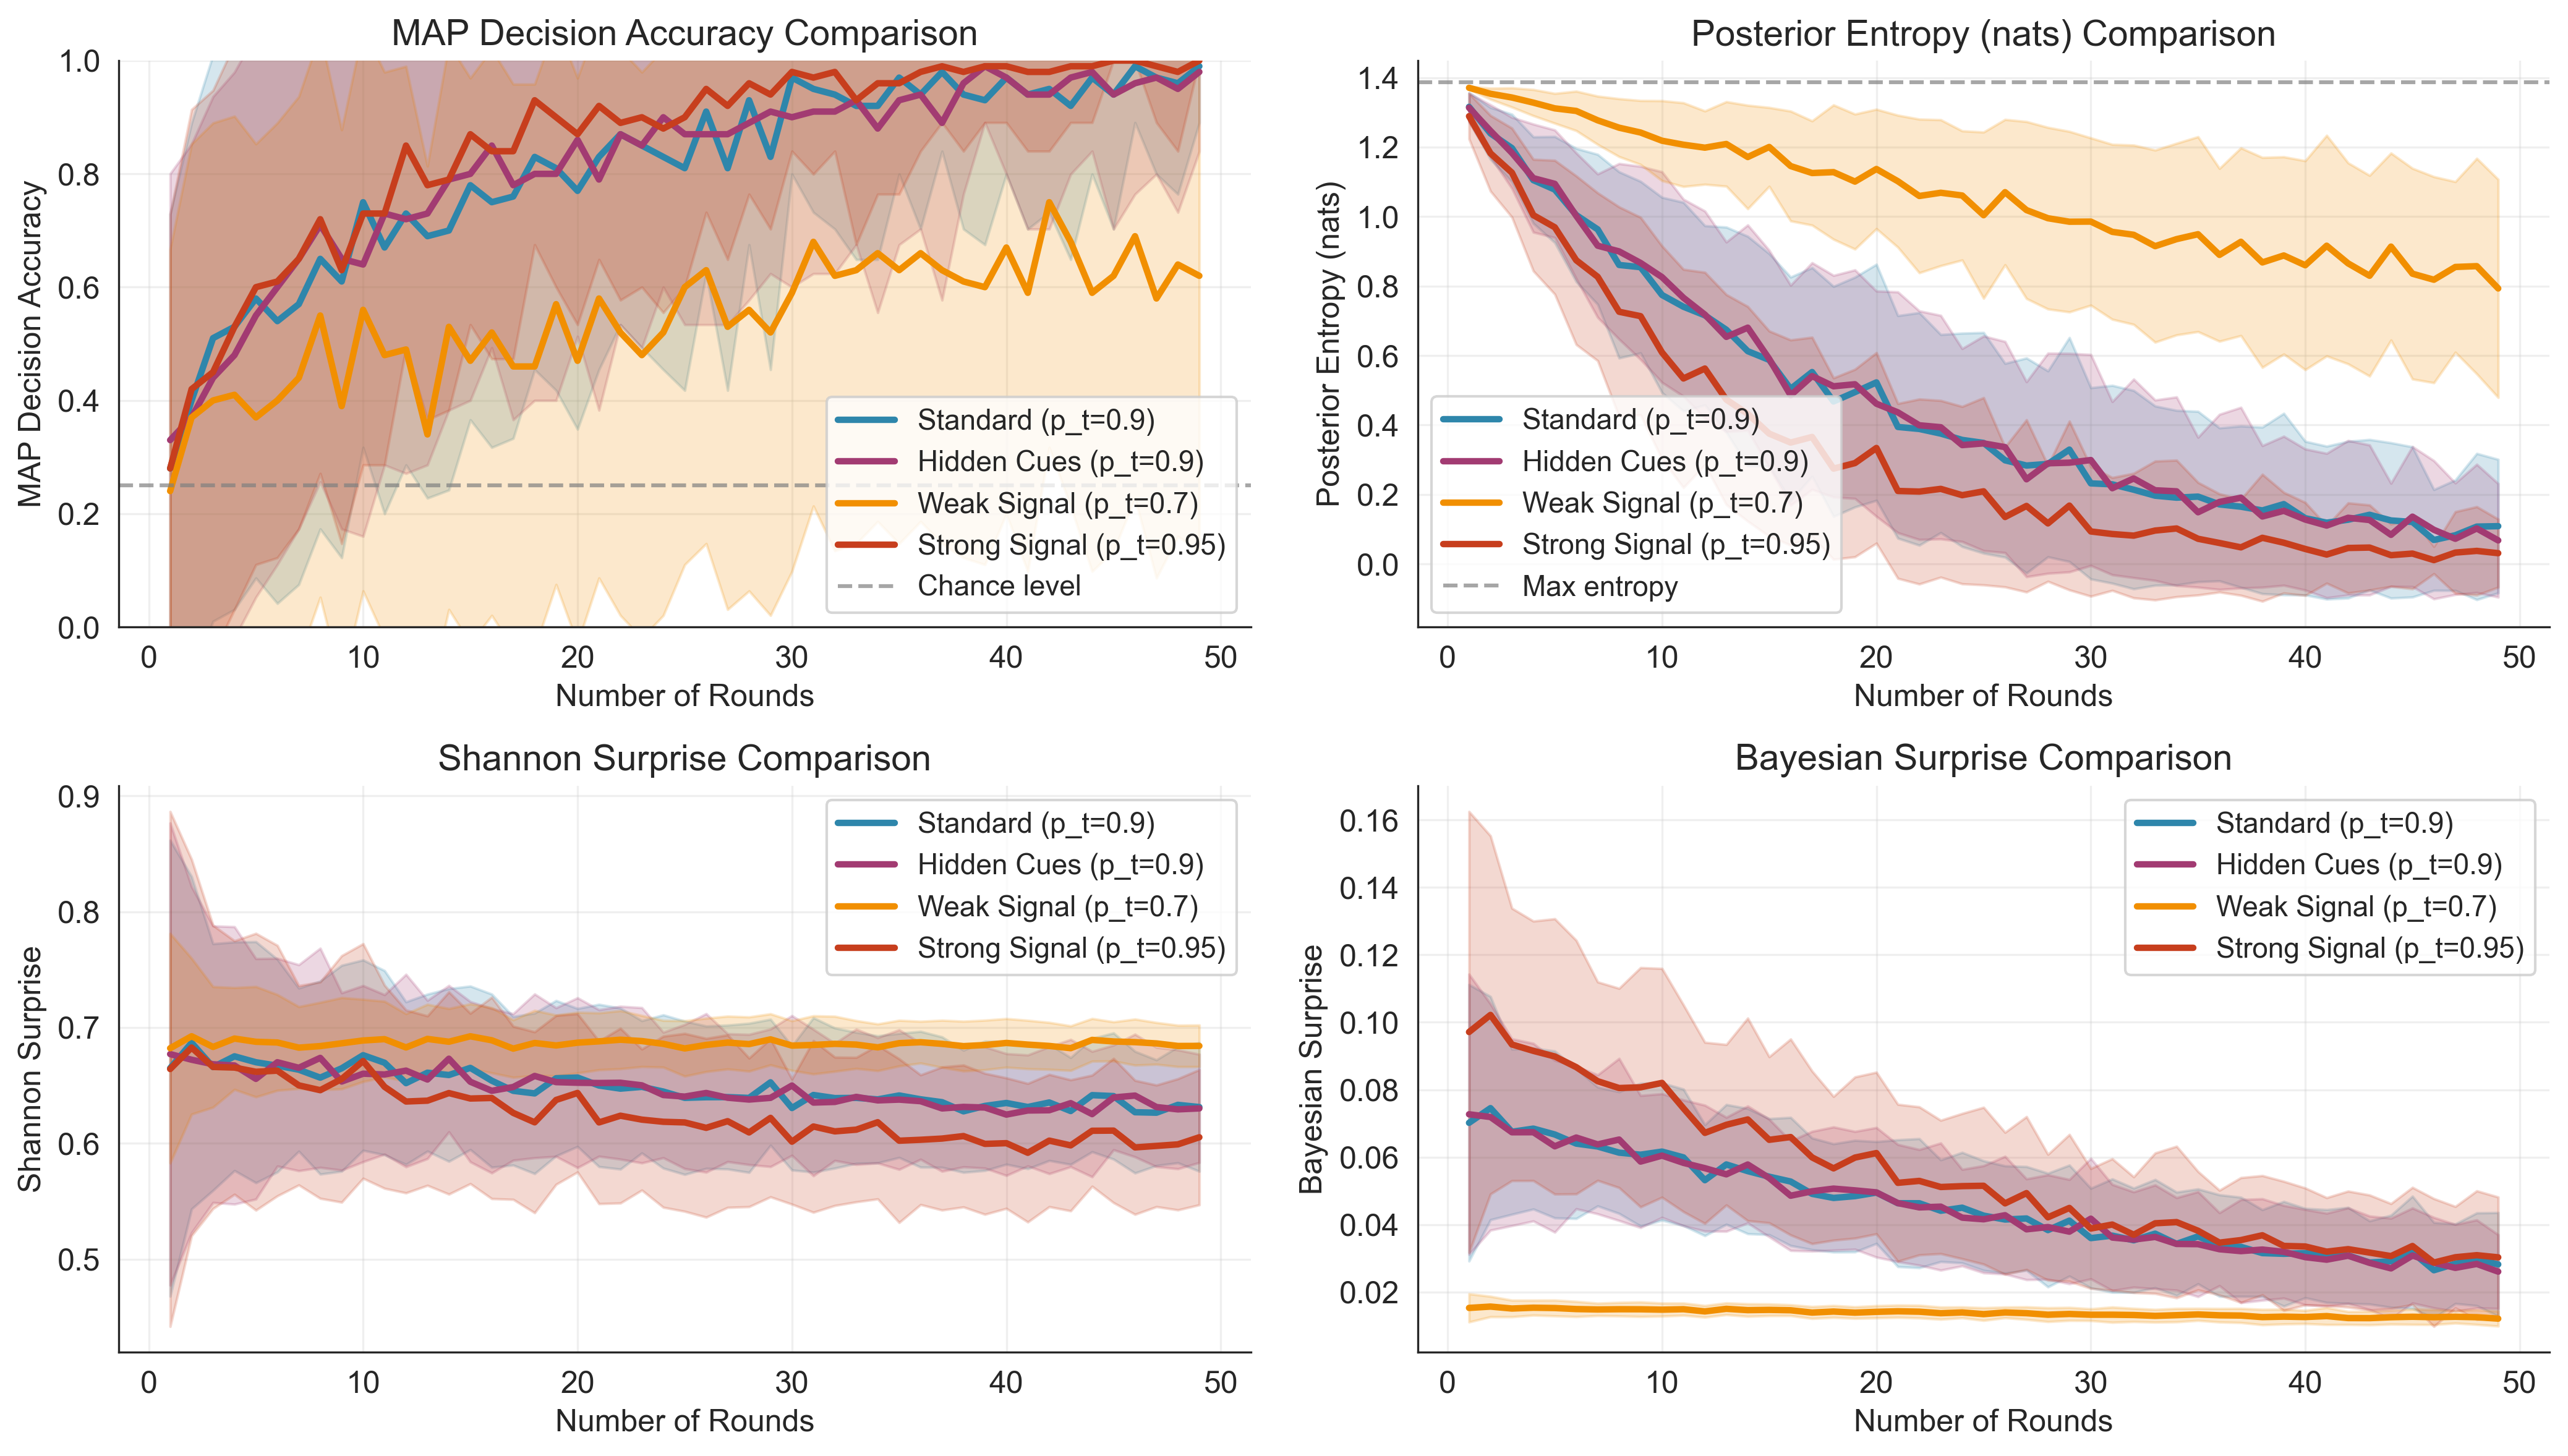 MAP Decision Accuracy Comparison
1.0
0.8
0.6
0.4
0.2
0.0
MAP Decision Accuracy
Standard (p_t=0.9)
Hidden Cues (p_t=0.9)
Weak Signal (p_t=0.7)
Strong Signal (p_t=0.95)
Chance level
0 10 20 30 40 50
Number of Rounds
Posterior Entropy (nats) Comparison
1.4
1.2
1.0
0.8
0.6
0.4
0.2
0.0
Posterior Entropy (nats)
Standard (p_t=0.9)
Hidden Cues (p_t=0.9)
Weak Signal (p_t=0.7)
Strong Signal (p_t=0.95)
Max entropy
0 10 20 30 40 50
Number of Rounds
Shannon Surprise Comparison
0.9
0.8
0.7
0.6
0.5
Shannon Surprise
Standard (p_t=0.9)
Hidden Cues (p_t=0.9)
Weak Signal (p_t=0.7)
Strong Signal (p_t=0.95)
0 10 20 30 40 50
Number of Rounds
Bayesian Surprise Comparison
0.16
0.14
0.12
0.10
0.08
0.06
0.04
0.02
Bayesian Surprise
Standard (p_t=0.9)
Hidden Cues (p_t=0.9)
Weak Signal (p_t=0.7)
Strong Signal (p_t=0.95)
0 10 20 30 40 50
Number of Rounds